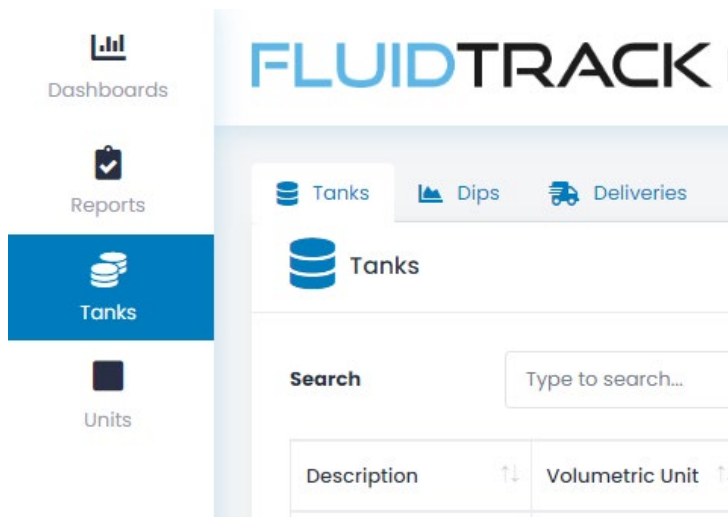 Dashboards
Reports
Tanks
Units
FLUIDTRACK
Tanks Dips Deliveries
Tanks
Search Type to search...
Description Volumetric Unit